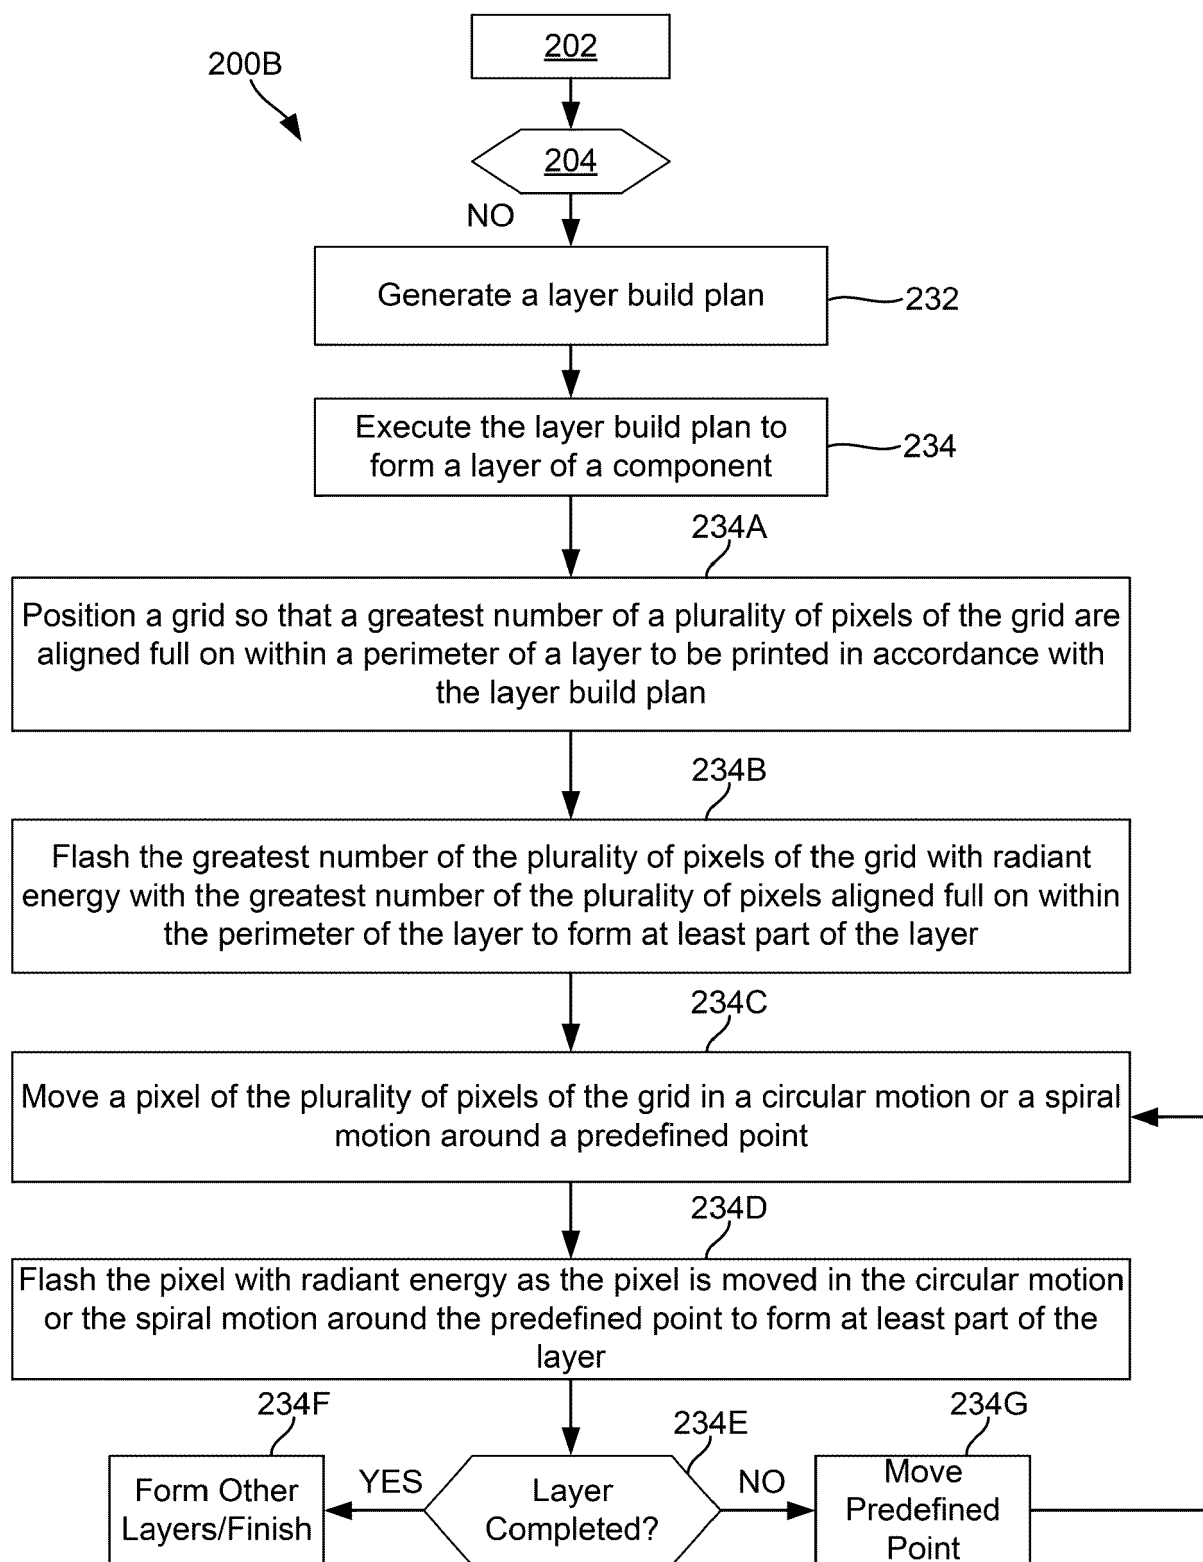 202
200B
204
NO
Generate a layer build plan
232
Execute the layer build plan to
form a layer of a component
234
234A
Position a grid so that a greatest number of a plurality of pixels of the grid are
aligned full on within a perimeter of a layer to be printed in accordance with
the layer build plan
234B
Flash the greatest number of the plurality of pixels of the grid with radiant
energy with the greatest number of the plurality of pixels aligned full on within
the perimeter of the layer to form at least part of the layer
234C
Move a pixel of the plurality of pixels of the grid in a circular motion or a spiral
motion around a predefined point
234D
Flash the pixel with radiant energy as the pixel is moved in the circular motion
or the spiral motion around the predefined point to form at least part of the
layer
234F
234E
234G
Form Other
Layers/Finish
YES
Layer
Completed?
NO
Move
Predefined
Point